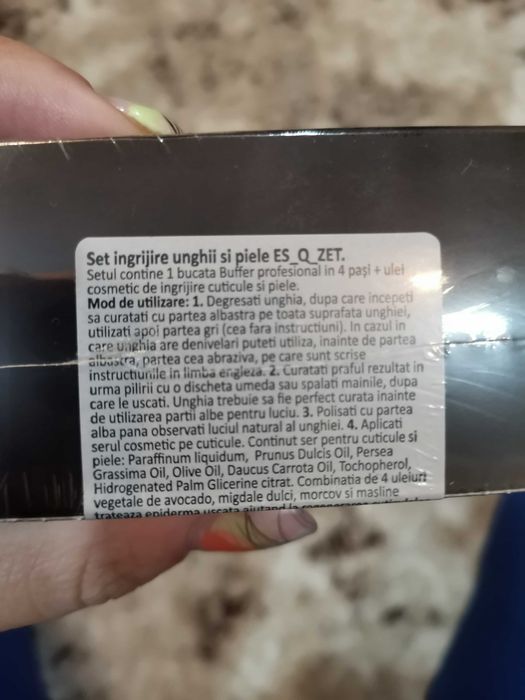 Set ingrijire unghii si piele ES_Q_ZET.
Setul contine 1 bucata Buffer profesional in 4 pași + ulei
cosmetic de ingrijire cuticule si piele.
Mod de utilizare: 1. Degresati unghia, dupa care incepeti
sa curatati cu partea albastra pe toata suprafata unghiei,
utilizati apoi partea gri (cea fara instructiuni). In cazul in
care unghia are denivelari puteti utiliza, inainte de partea
albastra, partea cea abraziva, pe care sunt scrise
instructiunile in limba engleza. 2. Curatati praful rezultat in
urma pilirii cu o discheta umeda sau spalati mainile, dupa
care le uscati. Unghia trebuie sa fie perfect curata inainte
de utilizarea partii albe pentru luciu. 3. Polisati cu partea
alba pana observati luciul natural al unghiei. 4. Aplicati
serul cosmetic pe cuticule. Continut ser pentru cuticule si
piele: Paraffinum liquidum, Prunus Dulcis Oil, Persea
Grassima Oil, Olive Oil, Daucus Carrota Oil, Tochopherol,
Hidrogenated Palm Glicerine citrat. Combinatia de 4 uleiuri
vegetale de avocado, migdale dulci, morcov si masline
trateaza epiderma uscata ajutand la regenerarea